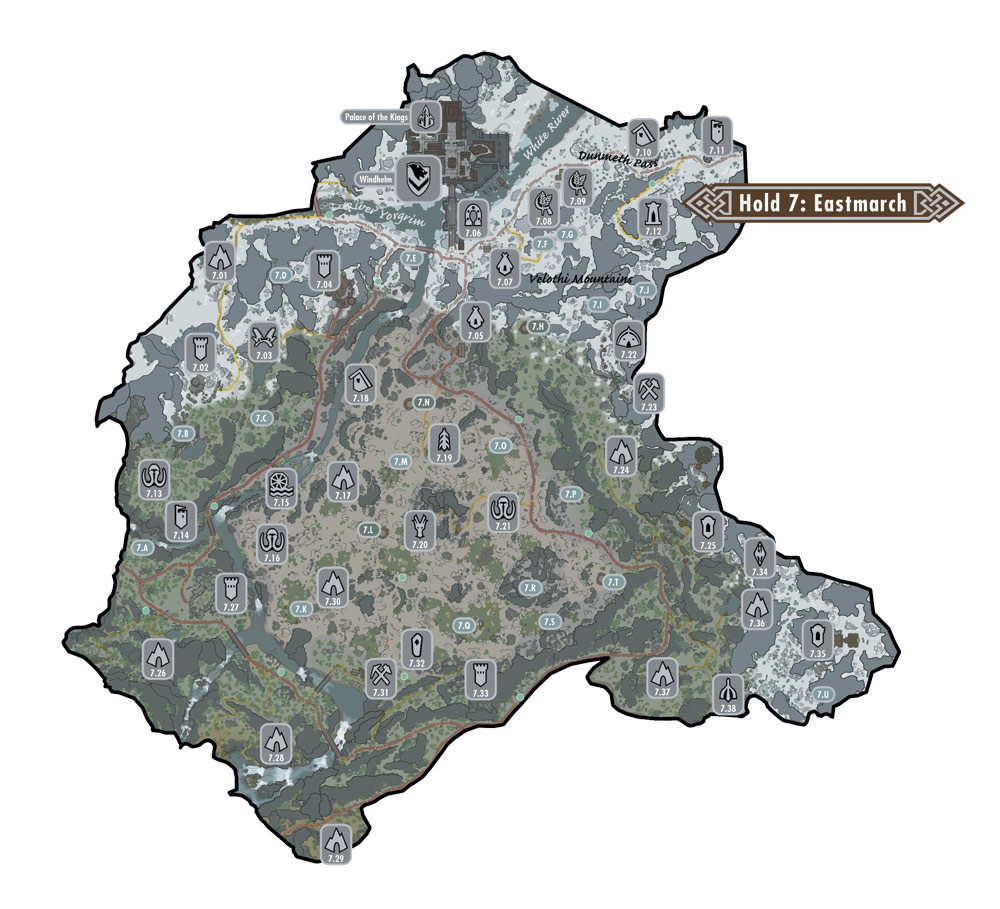 Palace of the Kings
White River
7.10
7.11
Dunmeth Pass
Windhelm
7.09
Hold 7: Eastmarch
River Yorgrim
7.06
7.08
7.12
7.G
7.F
7.E
7.01
7.D
7.04
7.07
Velothi Mountains
7.J
7.I
7.05
7.H
7.02
7.03
7.22
7.18
7.23
7.N
7.C
7.B
7.19
7.O
7.M
7.24
7.13
7.15
7.17
7.P
7.21
7.14
7.L
7.20
7.25
7.A
7.16
7.34
7.27
7.30
7.R
7.T
7.K
7.Q
7.S
7.36
7.26
7.32
7.35
7.31
7.33
7.37
7.38
7.U
7.28
7.29